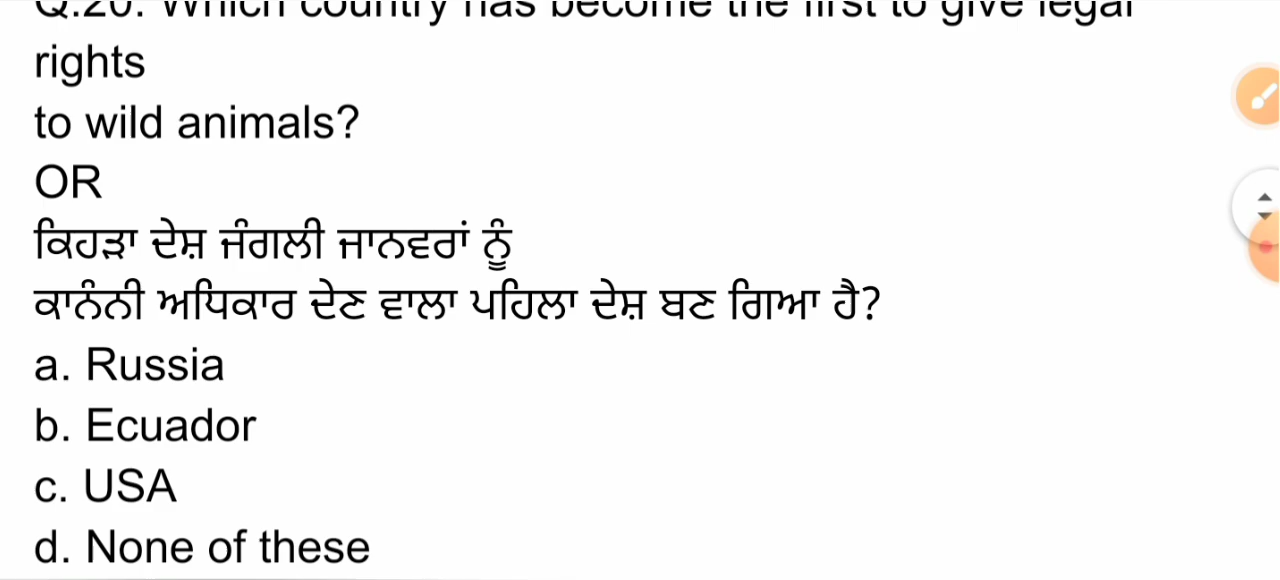 Q.20. Which country has become the first to give legal
rights
to wild animals?
OR
ਕਿਹੜਾ ਦੇਸ਼ ਜੰਗਲੀ ਜਾਨਵਰਾਂ ਨੂੰ
ਕਾਨੰਨੀ ਅਧਿਕਾਰ ਦੇਣ ਵਾਲਾ ਪਹਿਲਾ ਦੇਸ਼ ਬਣ ਗਿਆ ਹੈ?
a. Russia
b. Ecuador
c. USA
d. None of these